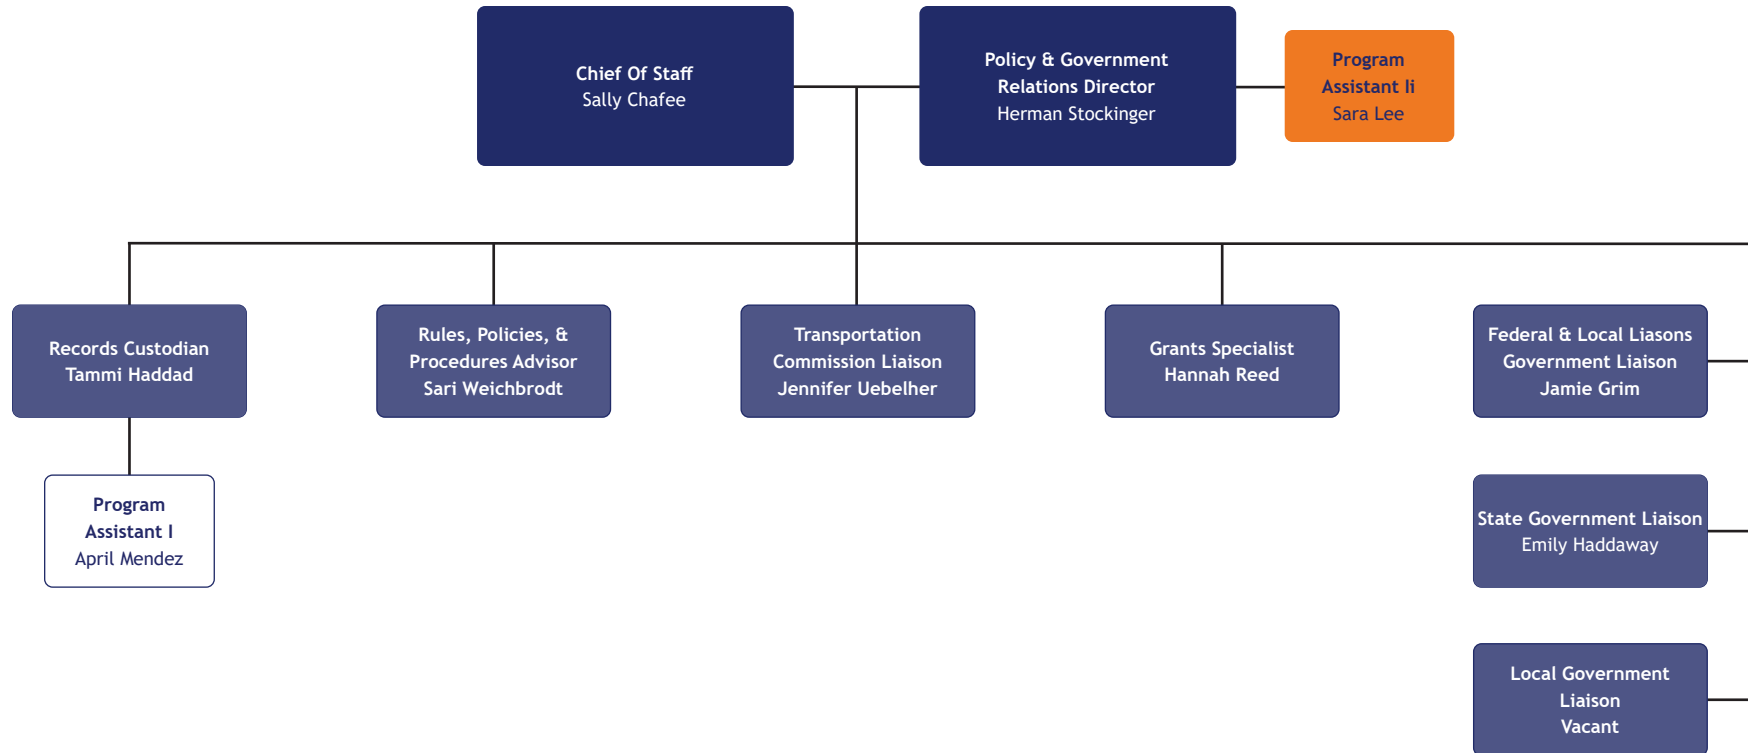 Chief Of Staff
Sally Chafee
Policy & Government
Relations Director
Herman Stockinger
Program
Assistant Ii
Sara Lee
Records Custodian
Tammi Haddad
Rules, Policies, &
Procedures Advisor
Sari Weichbrodt
Transportation
Commission Liaison
Jennifer Uebelher
Grants Specialist
Hannah Reed
Federal & Local Liasons
Government Liaison
Jamie Grim
Program
Assistant I
April Mendez
State Government Liaison
Emily Haddaway
Local Government
Liaison
Vacant